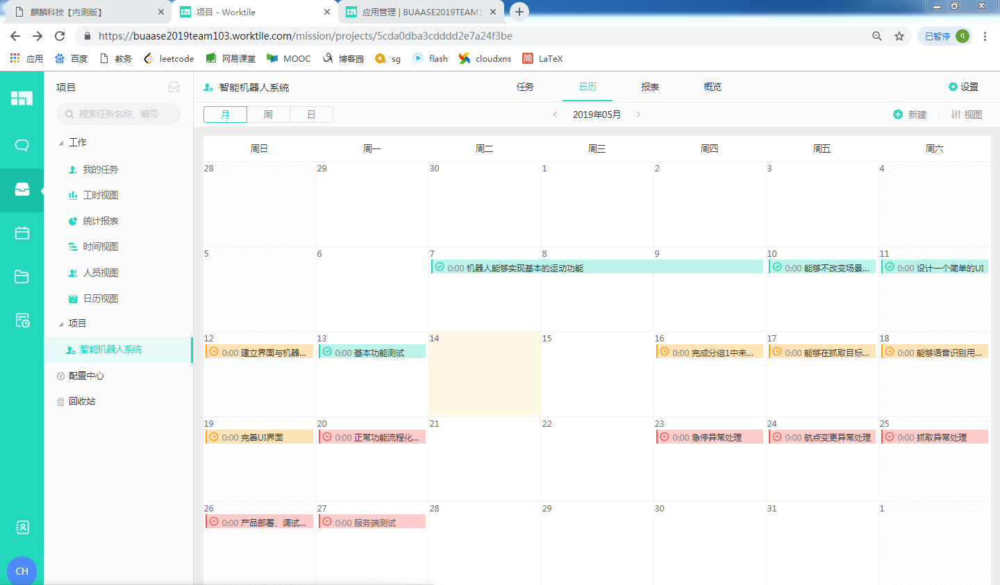 麒麟科技【内测版】
项目 - Worktile
应用管理 | BUAASE2019TEAM1
https://buaase2019team103.worktile.com/mission/projects/5cda0dba3cdddd2e7a24f3be
已暂停 q
应用 百度 教务 leetcode 网易课堂 MOOC 博客园 sg flash cloudxns 简 LaTeX
项目
搜索任务名称、编号
工作
我的任务
工时视图
统计报表
时间视图
人员视图
日历视图
项目
智能机器人系统
配置中心
回收站
CH
智能机器人系统 任务 日历 报表 概览 设置
月 周 日 2019年05月 新建 视图
周日 周一 周二 周三 周四 周五 周六
28 29 30 1 2 3 4
5 6 7 8 9 10 11
0:00 机器人能够实现基本的运动功能 0:00 能够不改变场景... 0:00 设计一个简单的UI
12 13 14 15 16 17 18
0:00 建立界面与机器... 0:00 基本功能测试 0:00 完成分组1中未... 0:00 能够在抓取目标... 0:00 能够语音识别用...
19 20 21 22 23 24 25
0:00 完善UI界面 0:00 正常功能流程化... 0:00 急停异常处理 0:00 航点变更异常处理 0:00 抓取异常处理
26 27 28 29 30 31 1
0:00 产品部署、调试... 0:00 服务端测试